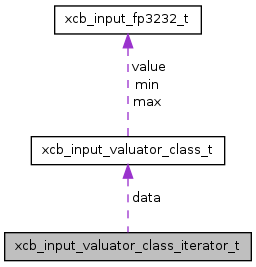 xcb_input_fp3232_t
value
min
max
xcb_input_valuator_class_t
data
xcb_input_valuator_class_iterator_t